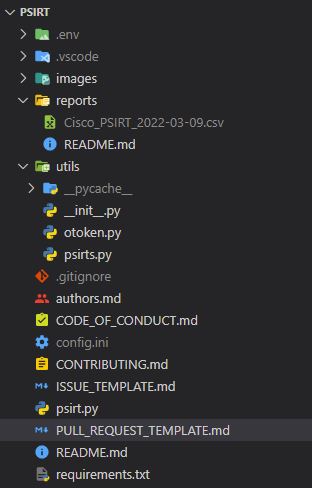 PSIRT
.env
.vscode
images
reports
Cisco_PSIRT_2022-03-09.csv
README.md
utils
__pycache__
__init__.py
otoken.py
psirts.py
.gitignore
authors.md
CODE_OF_CONDUCT.md
config.ini
CONTRIBUTING.md
ISSUE_TEMPLATE.md
psirt.py
PULL_REQUEST_TEMPLATE.md
README.md
requirements.txt